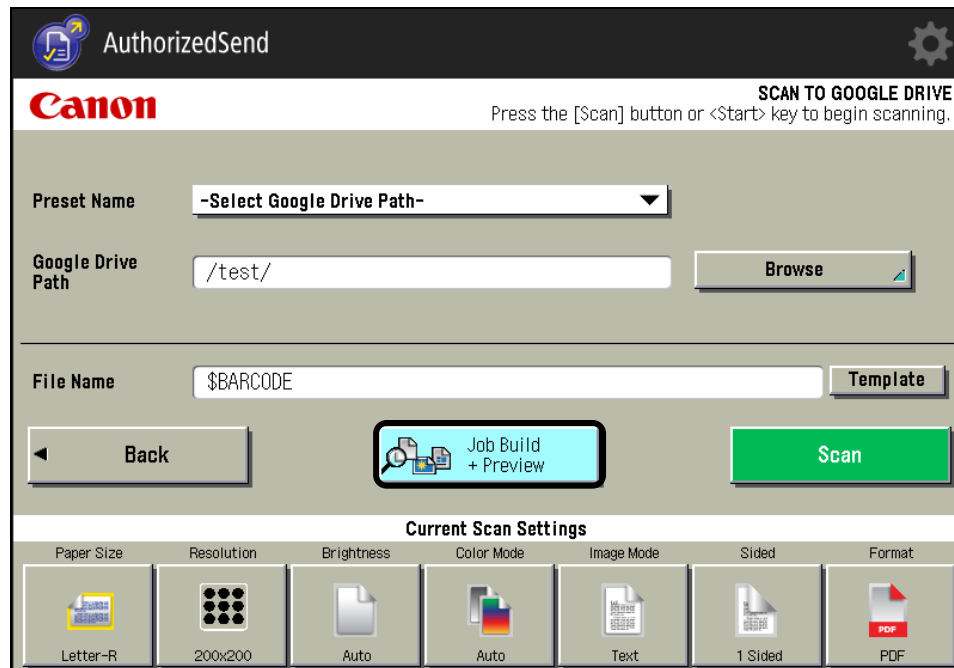 AuthorizedSend
Canon
SCAN TO GOOGLE DRIVE
Press the [Scan] button or <Start> key to begin scanning.
Preset Name
-Select Google Drive Path-
Google Drive
Path
/test/
Browse
File Name
$BARCODE
Template
Back
Job Build
+ Preview
Scan
Current Scan Settings
Paper Size Resolution Brightness Color Mode Image Mode Sided Format
PDF
Letter-R 200x200 Auto Auto Text 1 Sided PDF